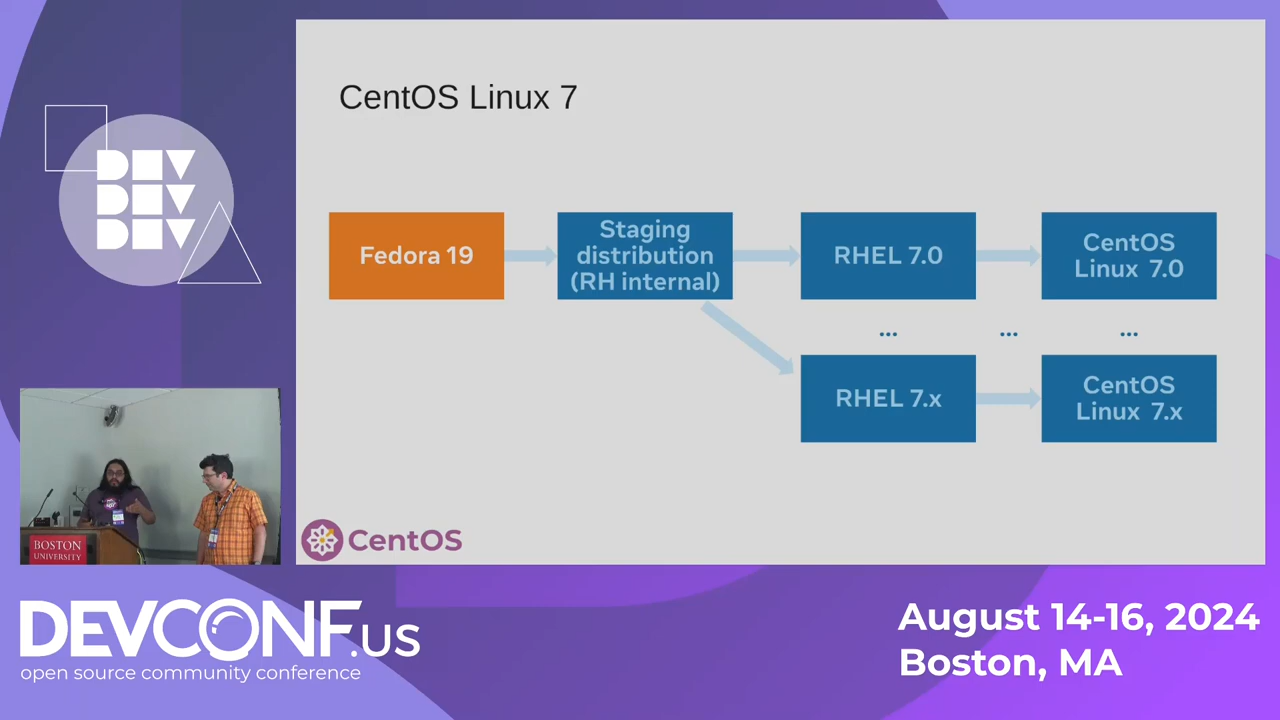 DEV
DEV
DEV
CentOS Linux 7
Fedora 19
Staging
distribution
(RH internal)
RHEL 7.0
CentOS
Linux 7.0
...
...
...
RHEL 7.x
CentOS
Linux 7.x
CentOS
BOSTON
UNIVERSITY
DEVCONF.US
open source community conference
August 14-16, 2024
Boston, MA